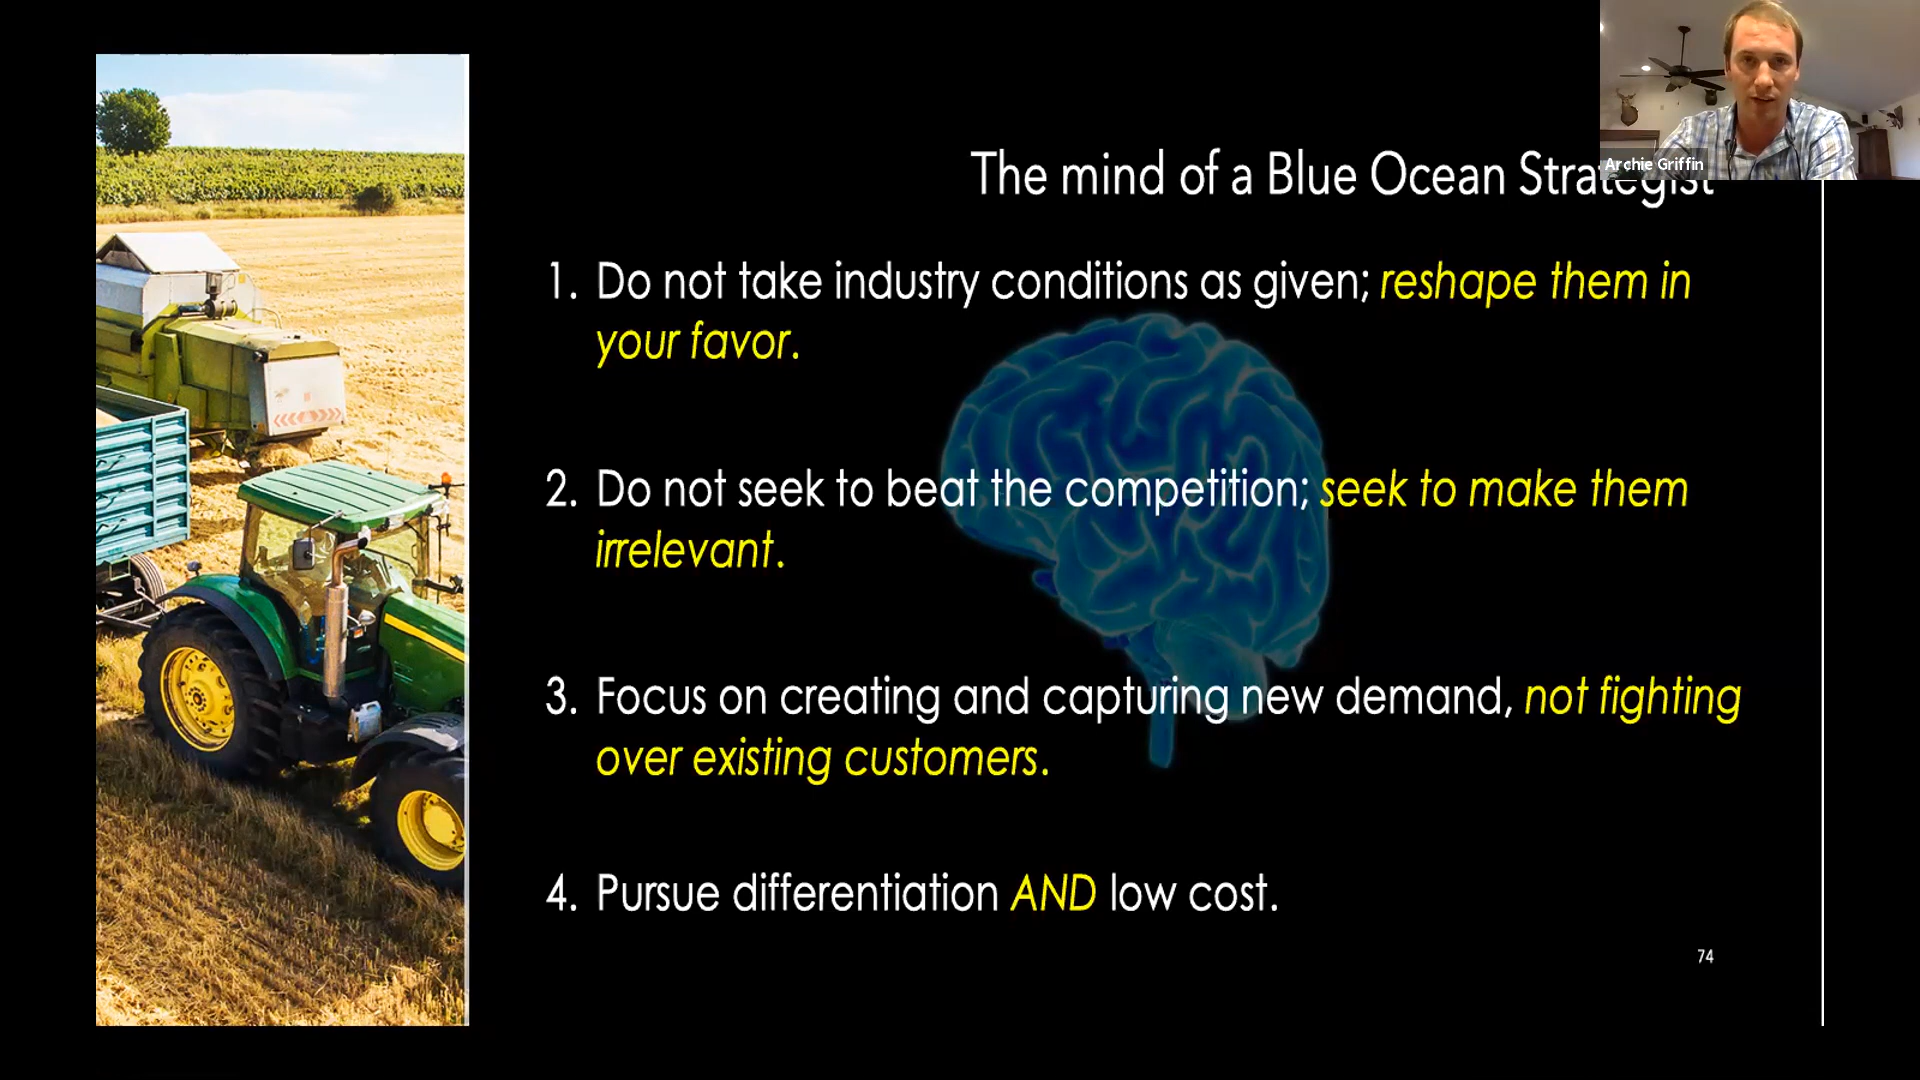 Archie Griffin
The mind of a Blue Ocean Strategist
1. Do not take industry conditions as given; reshape them in
your favor.
2. Do not seek to beat the competition; seek to make them
irrelevant.
3. Focus on creating and capturing new demand, not fighting
over existing customers.
4. Pursue differentiation AND low cost.
74